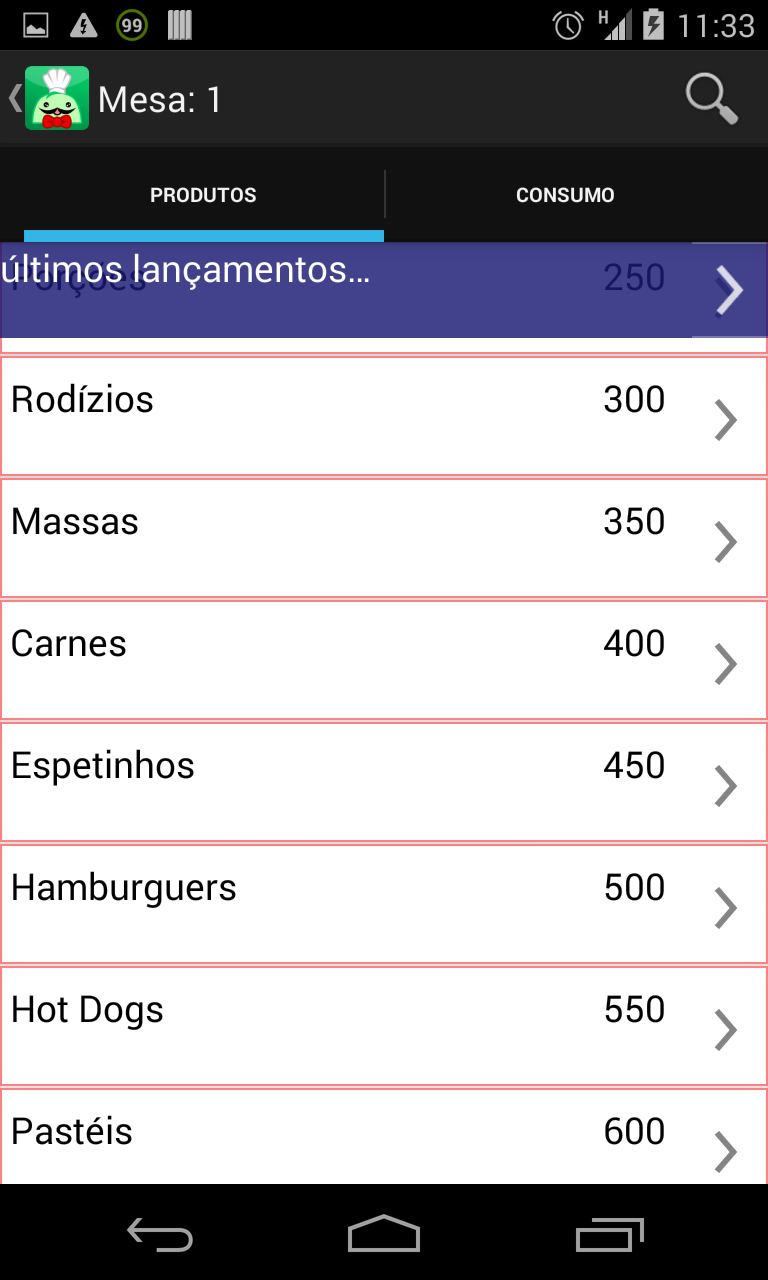 99 H 11:33
Mesa: 1
PRODUTOS CONSUMO
últimos lançamentos...
Porções 250
Rodízios 300
Massas 350
Carnes 400
Espetinhos 450
Hamburguers 500
Hot Dogs 550
Pastéis 600